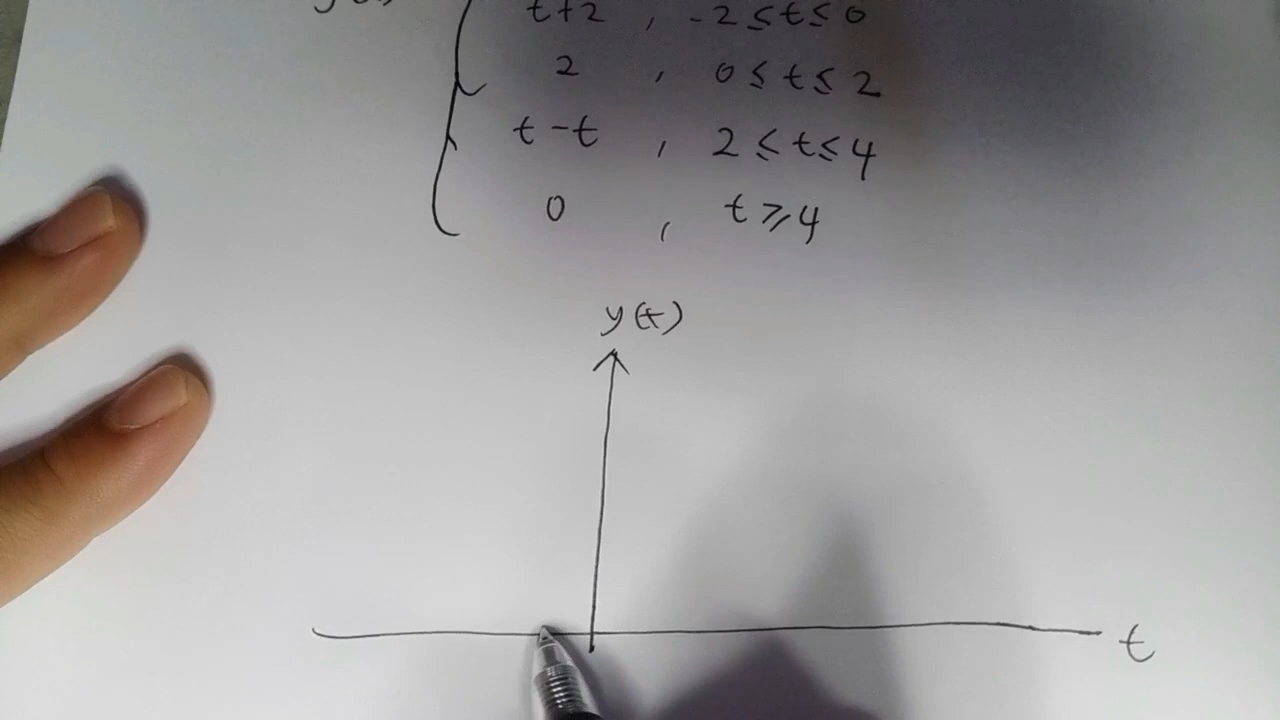 t+2 , -2≤t≤0
2 , 0≤t≤2
t-t , 2≤t≤4
0 , t≥4
y(t)
t